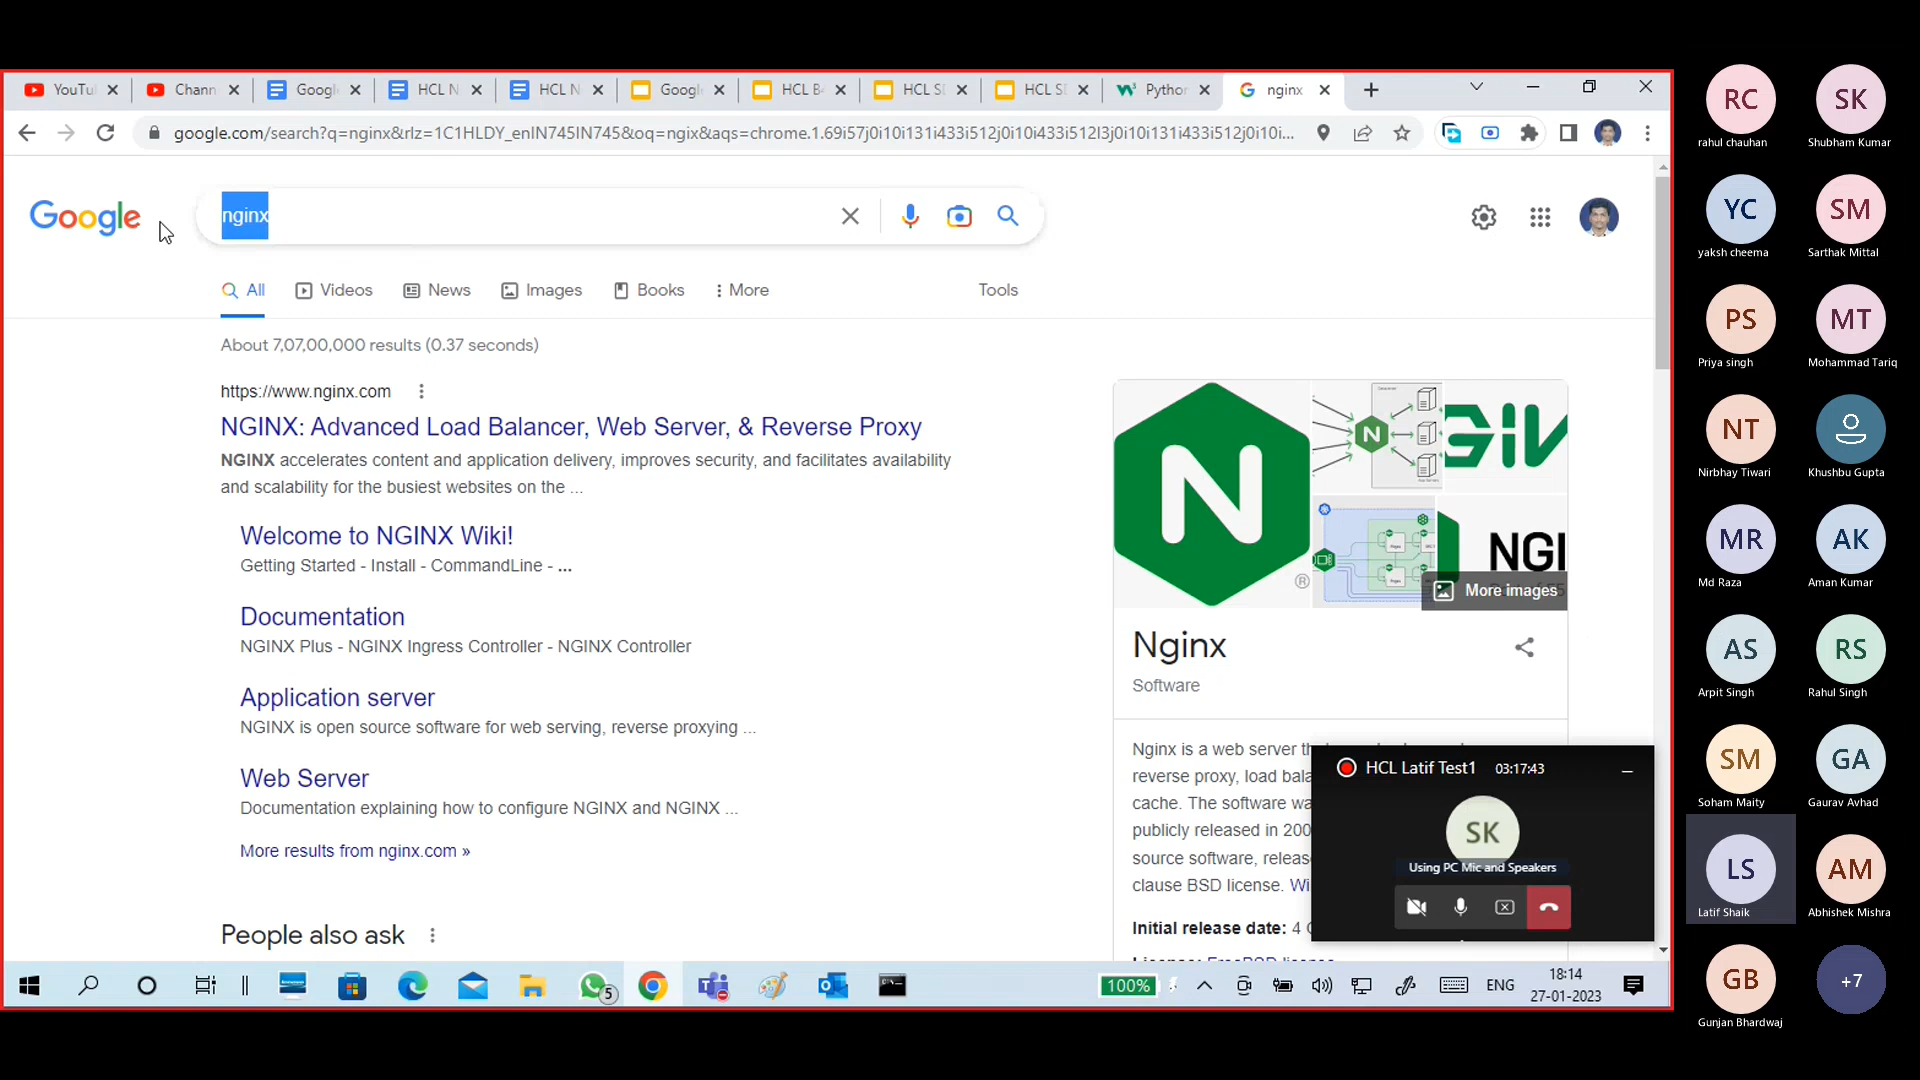 YouTu
Chann
Google
HCL N
HCL N
Google
HCL B
HCL S
HCL S
Python
nginx
google.com/search?q=nginx&rlz=1C1HLDY_enIN745IN745&oq=ngix&aqs=chrome.1.69i57j0i10i131i433i512j0i10i433i512l3j0i10i131i433i512j0i10i...
Google
nginx
All
Videos
News
Images
Books
More
Tools
About 7,07,00,000 results (0.37 seconds)
https://www.nginx.com
NGINX: Advanced Load Balancer, Web Server, & Reverse Proxy
NGINX accelerates content and application delivery, improves security, and facilitates availability
and scalability for the busiest websites on the ...
Welcome to NGINX Wiki!
Getting Started - Install - CommandLine - ...
Documentation
NGINX Plus - NGINX Ingress Controller - NGINX Controller
Application server
NGINX is open source software for web serving, reverse proxying ...
Web Server
Documentation explaining how to configure NGINX and NGINX ...
More results from nginx.com »
People also ask
N
®
N
NGI
More images
Nginx
Software
Nginx is a web server
reverse proxy, load bala
cache. The software wa
publicly released in 200
source software, releas
clause BSD license. Wi
Initial release date: 4
HCL Latif Test1 03:17:43
SK
Using PC Mic and Speakers
5
100%
ENG
18:14
27-01-2023
RC
rahul chauhan
SK
Shubham Kumar
YC
yaksh cheema
SM
Sarthak Mittal
PS
Priya singh
MT
Mohammad Tariq
NT
Nirbhay Tiwari
Khushbu Gupta
MR
Md Raza
AK
Aman Kumar
AS
Arpit Singh
RS
Rahul Singh
SM
Soham Maity
GA
Gaurav Avhad
LS
Latif Shaik
AM
Abhishek Mishra
GB
Gunjan Bhardwaj
+7